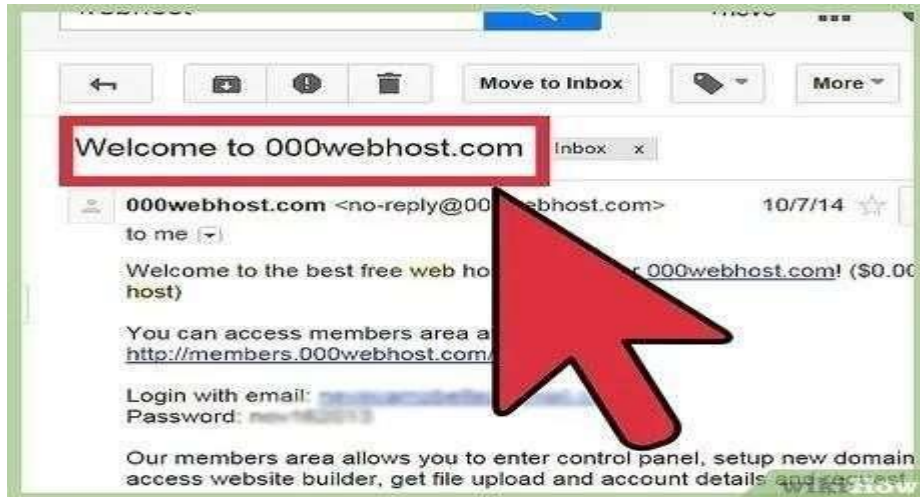 Move to Inbox
More
Welcome to 000webhost.com Inbox x
000webhost.com <no-reply@00 ebhost.com> 10/7/14
to me
Welcome to the best free web ho r 000webhost.com! ($0.00
host)
You can access members area a
http://members.000webhost.com/
Login with email:
Password:
Our members area allows you to enter control panel, setup new domain
access website builder, get file upload and account details and request
wikiHow